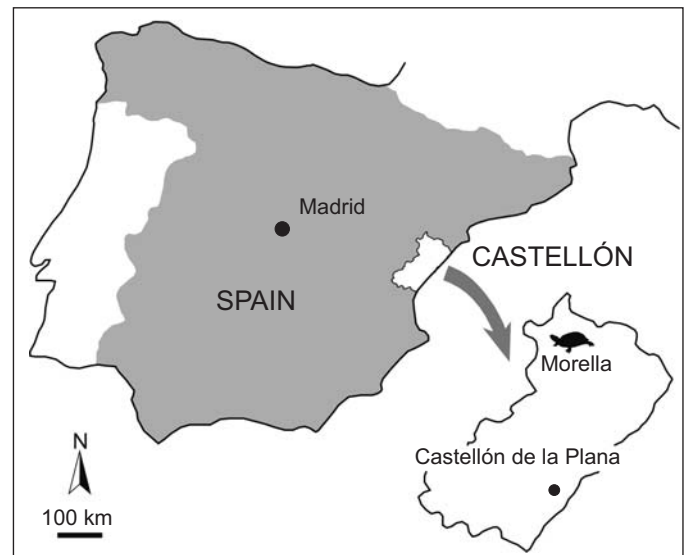 Madrid
CASTELLÓN
SPAIN
Morella
Castellón de la Plana
N
100 km